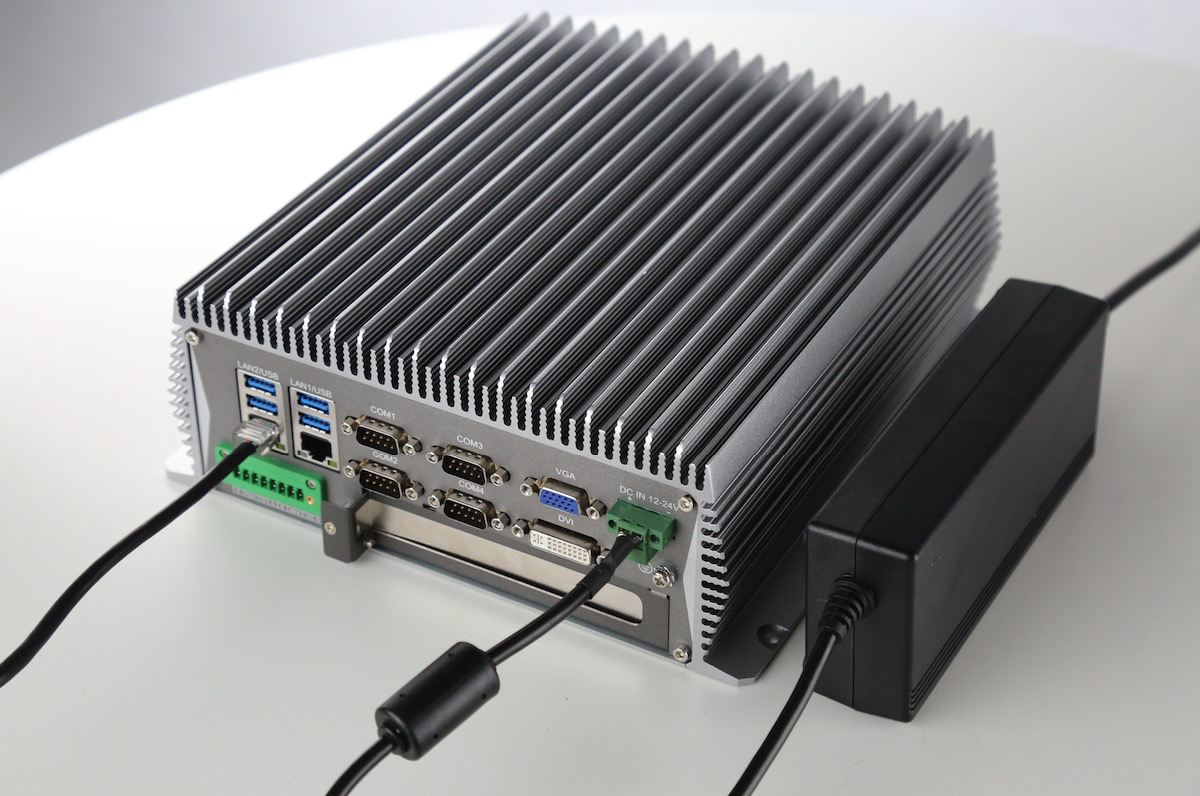 LAN2/USB
LAN1/USB
COM1
COM3
COM2
COM4
VGA
DVI
DC IN 12-24V
+ -